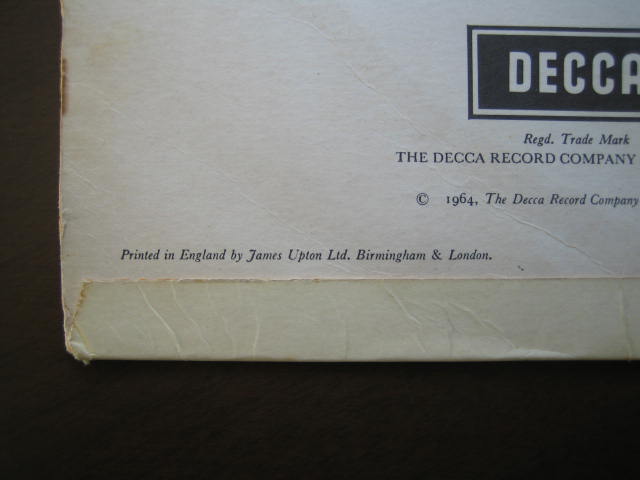 DECCA
Regd. Trade Mark
THE DECCA RECORD COMPANY
© 1964, The Decca Record Company
Printed in England by James Upton Ltd. Birmingham & London.